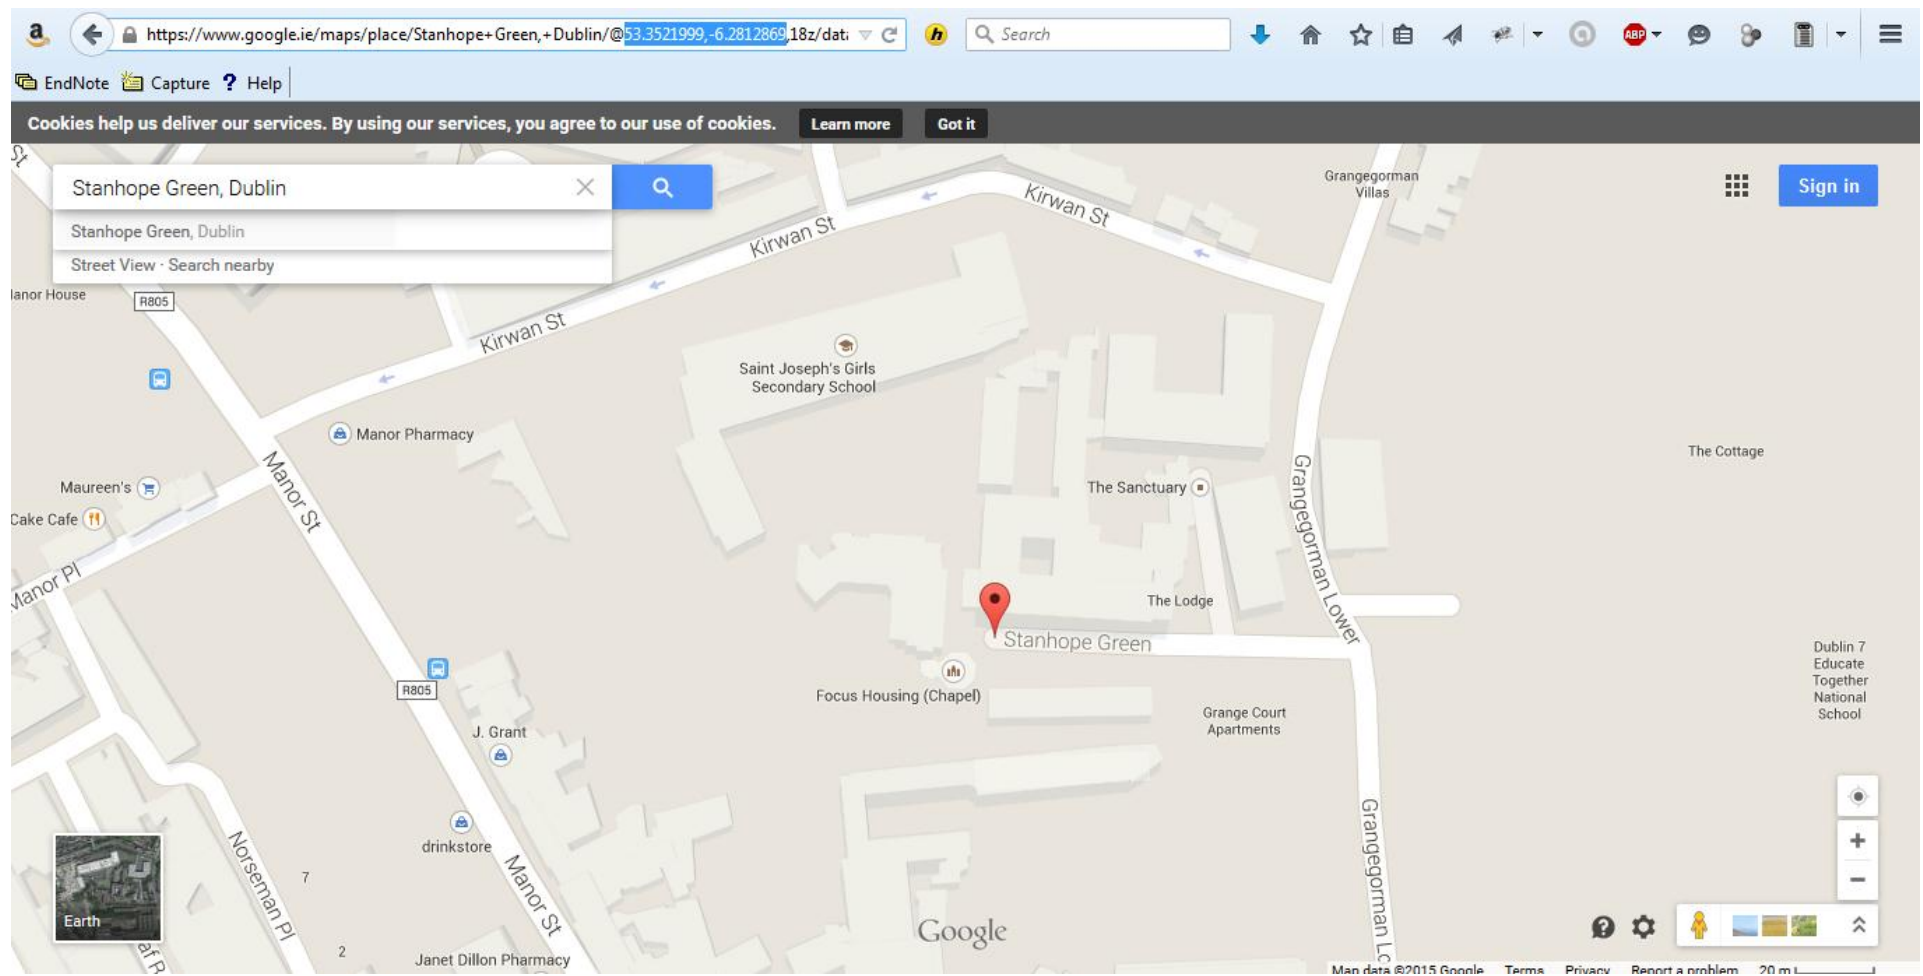 https://www.google.ie/maps/place/Stanhope+Green,+Dublin/@53.3521999,-6.2812869,18z/dat
Search
ABP
EndNote Capture ? Help
Cookies help us deliver our services. By using our services, you agree to our use of cookies. Learn more Got it
St
Stanhope Green, Dublin
Stanhope Green, Dublin
Street View · Search nearby
Sign in
Grangegorman
Villas
Kirwan St
Kirwan St
Kirwan St
anor House
R805
Saint Joseph's Girls
Secondary School
Manor Pharmacy
Manor St
Maureen's
Cake Cafe
Manor Pl
The Sanctuary
Grangegorman Lower
The Cottage
The Lodge
Stanhope Green
Focus Housing (Chapel)
R805
Grange Court
Apartments
Dublin 7
Educate
Together
National
School
J. Grant
drinkstore
Manor St
Norseman Pl
7
2
Earth
Janet Dillon Pharmacy
Grangegorman Lo
Google
Map data ©2015 Google Terms Privacy Report a problem 20 m